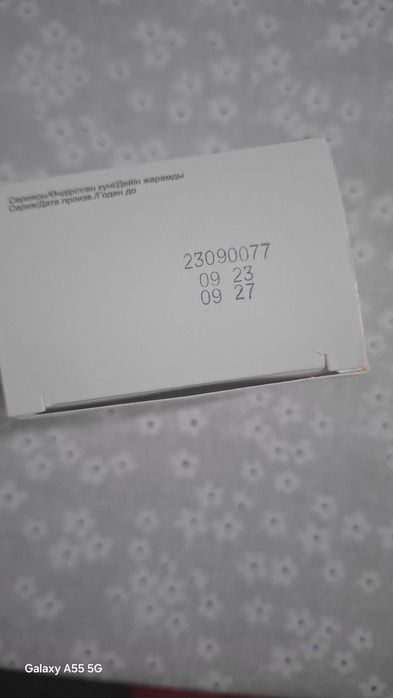 Сериясы/Өндірілген күні/Дейін жарамды
Серия/Дата произв./Годен до
23090077
09 23
09 27
Galaxy A55 5G